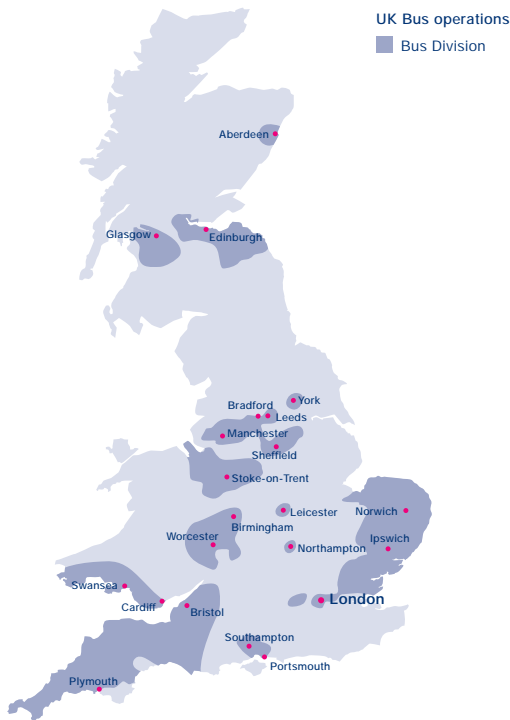 UK Bus operations
Bus Division
Aberdeen
Glasgow
Edinburgh
York
Bradford
Leeds
Manchester
Sheffield
Stoke-on-Trent
Leicester
Norwich
Birmingham
Worcester
Ipswich
Northampton
Swansea
London
Cardiff
Bristol
Southampton
Portsmouth
Plymouth